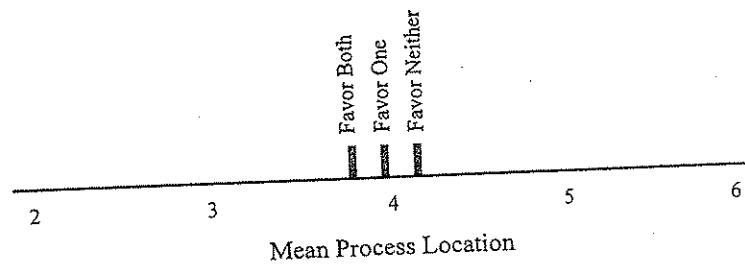 Favor Both
Favor One
Favor Neither
2 3 4 5 6
Mean Process Location